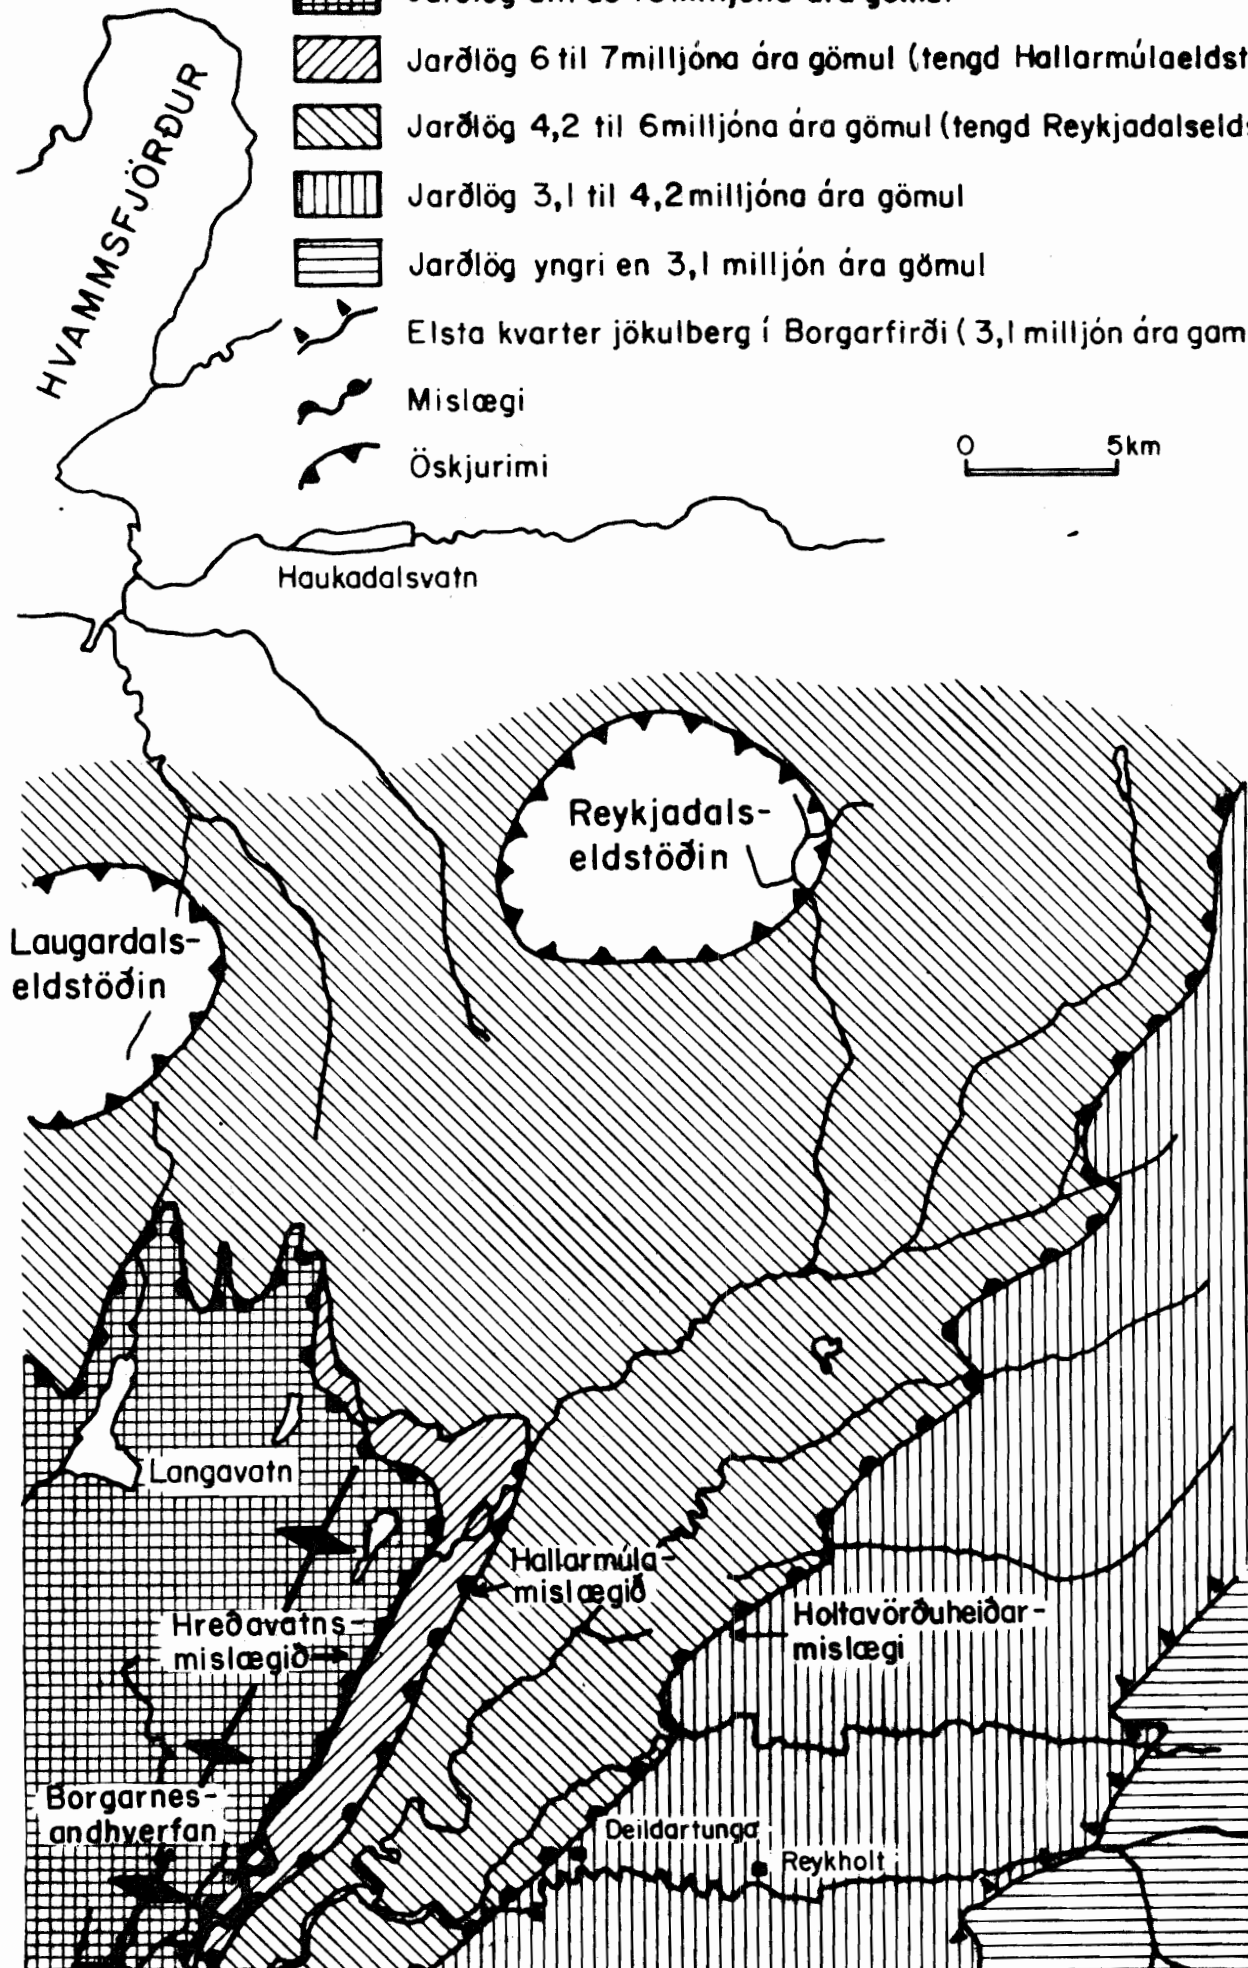 Jarðlög 6 til 7milljóna ára gömul (tengd Hallarmúlaeldst
Jarðlög 4,2 til 6milljóna ára gömul (tengd Reykjadalselds
Jarðlög 3,1 til 4,2milljóna ára gömul
Jarðlög yngri en 3,1 milljón ára gömul
Elsta kvarter jökulberg í Borgarfirði (3,1 milljón ára gam
Mislægi
Öskjurimi
0 5km
HVAMMSFJÖRÐUR
Haukadalsvatn
Reykjadals-
eldstöðin
Laugardals-
eldstöðin
Langavatn
Hallarmúla-
mislægið
Hreðavatns-
mislægið
Holtavörðuheiðar-
mislægi
Borgarnes-
andhverfan
Deildartunga
Reykholt